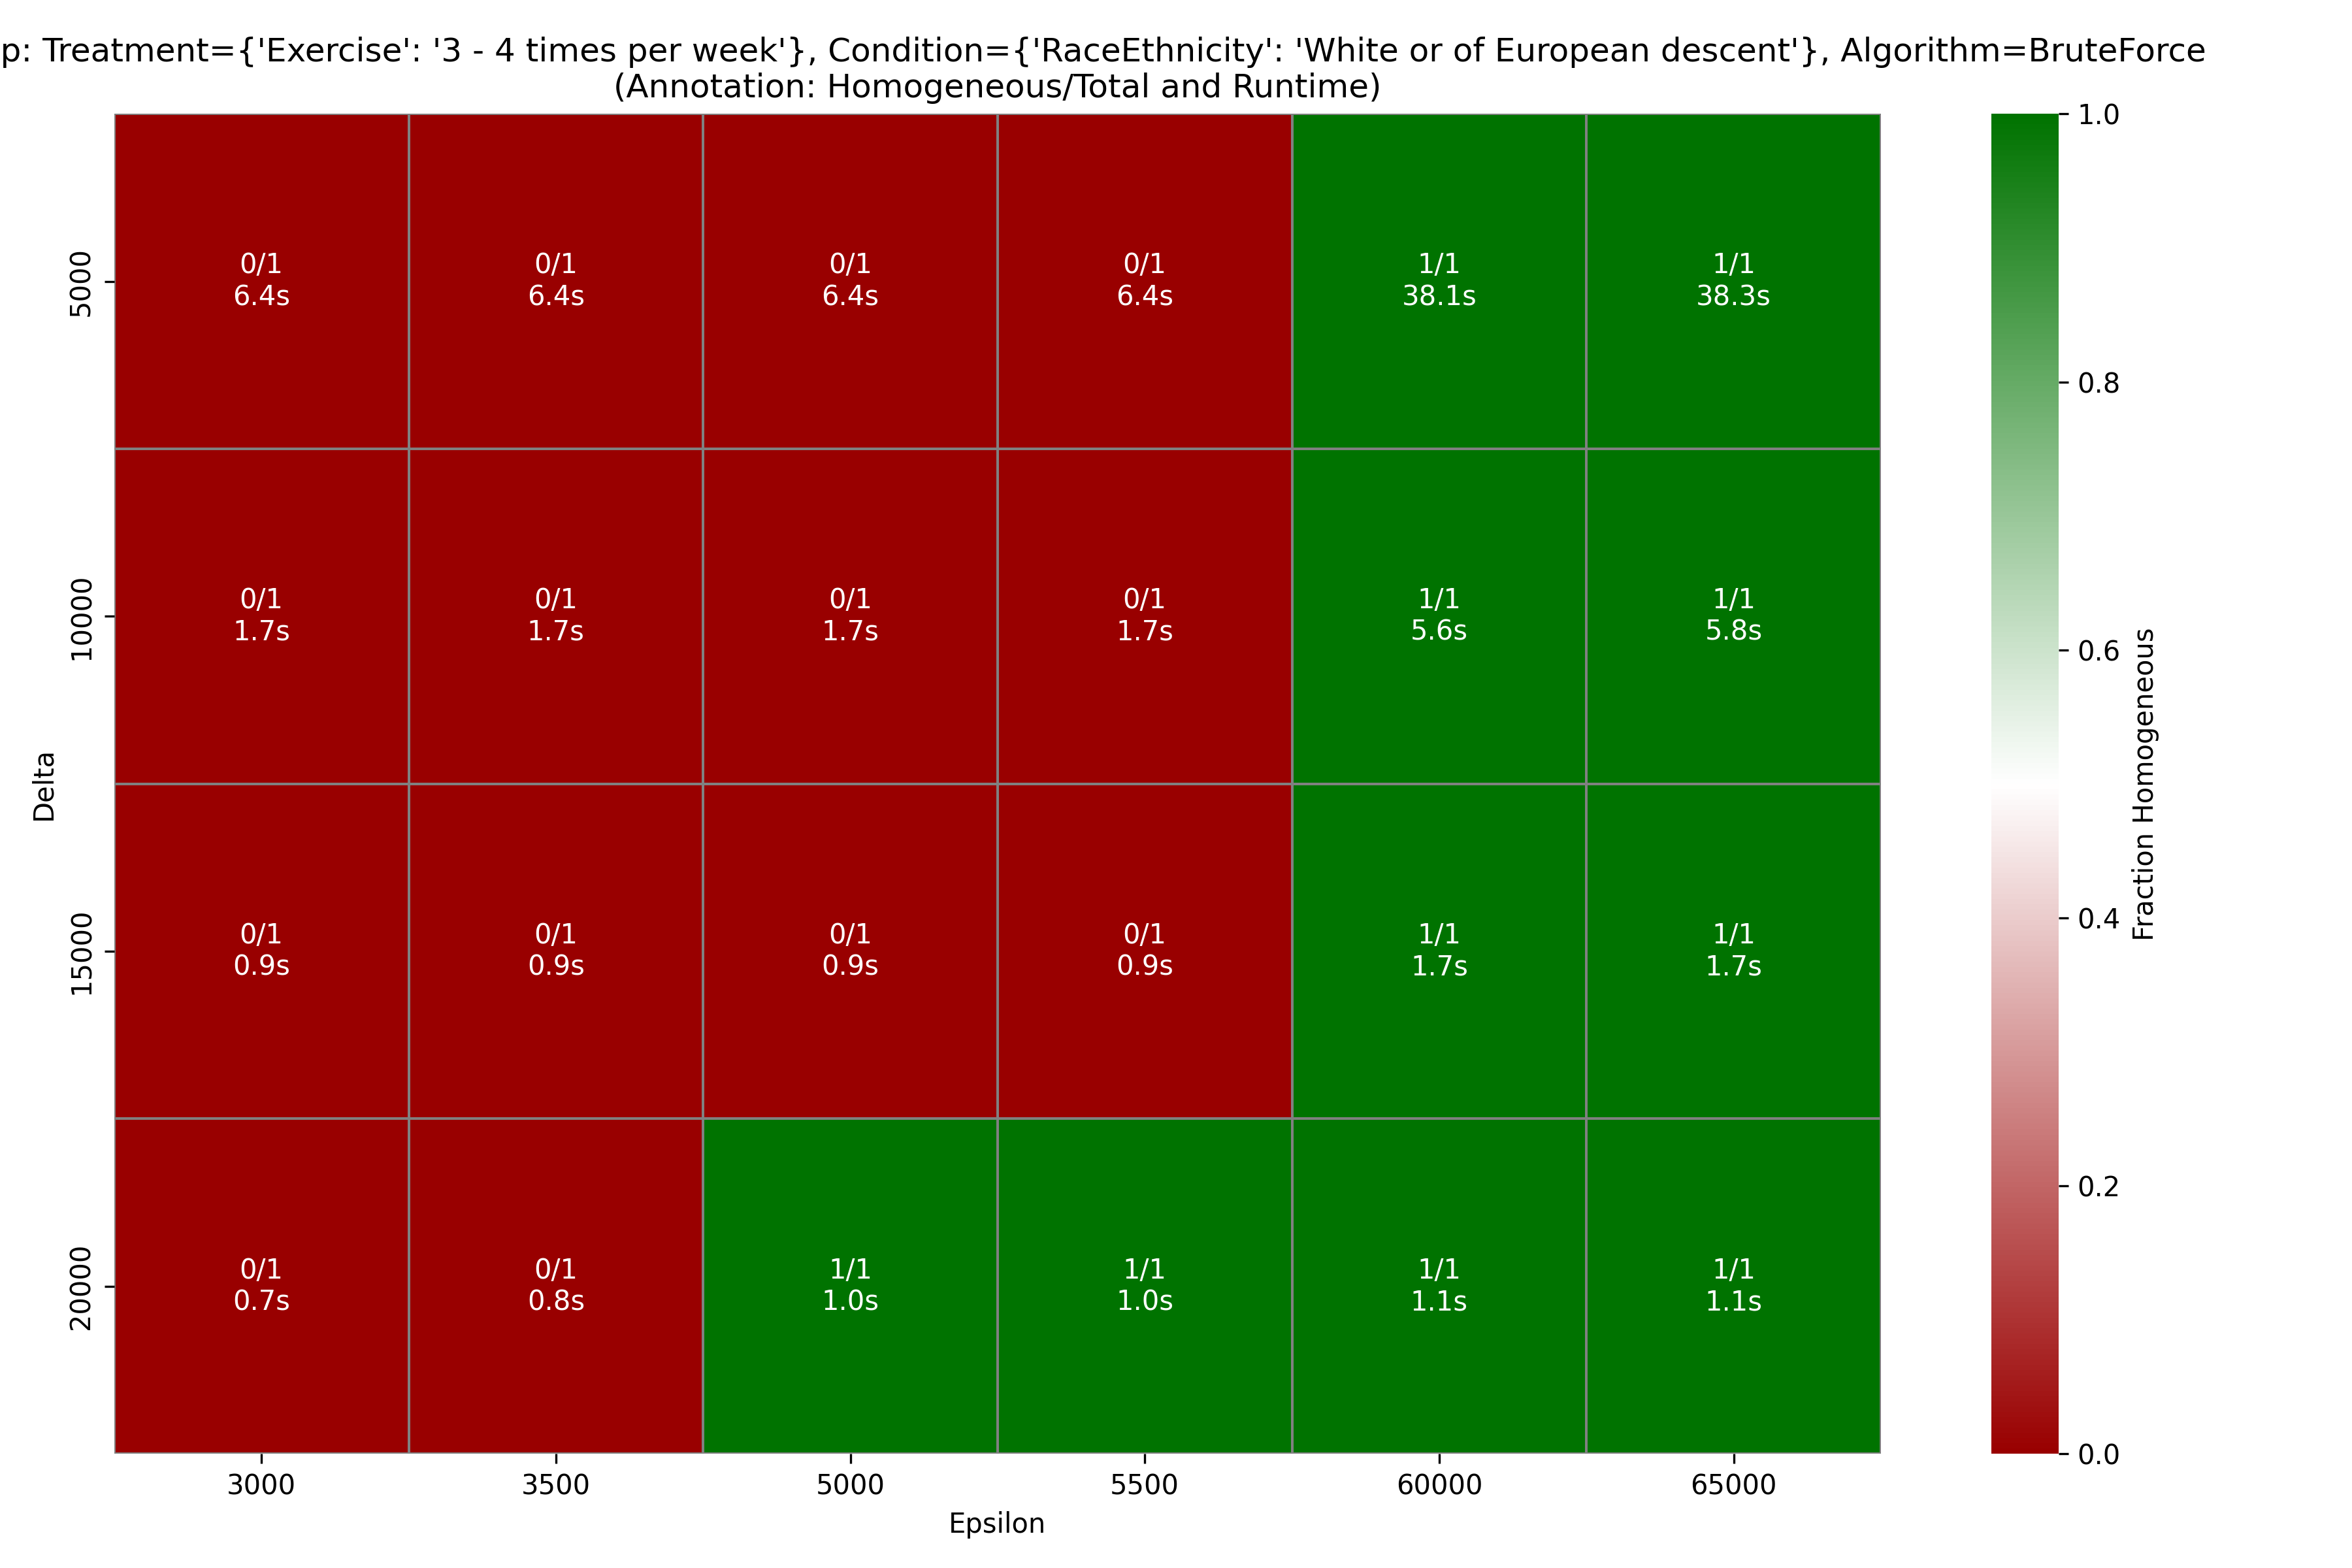 p: Treatment={'Exercise': '3 - 4 times per week'}, Condition={'RaceEthnicity': 'White or of European descent'}, Algorithm=BruteForce
(Annotation: Homogeneous/Total and Runtime)
5000
0/1
6.4s
0/1
6.4s
0/1
6.4s
0/1
6.4s
1/1
38.1s
1/1
38.3s
10000
0/1
1.7s
0/1
1.7s
0/1
1.7s
0/1
1.7s
1/1
5.6s
1/1
5.8s
15000
0/1
0.9s
0/1
0.9s
0/1
0.9s
0/1
0.9s
1/1
1.7s
1/1
1.7s
20000
0/1
0.7s
0/1
0.8s
1/1
1.0s
1/1
1.0s
1/1
1.1s
1/1
1.1s
Delta
3000
3500
5000
5500
60000
65000
Epsilon
1.0
0.8
0.6
0.4
0.2
0.0
Fraction Homogeneous